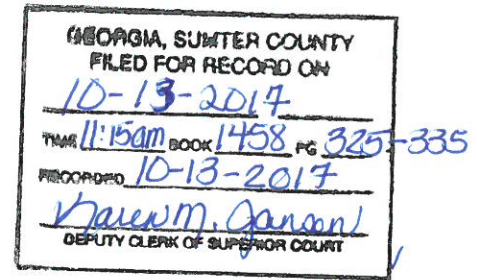 GEORGIA, SUMTER COUNTY
FILED FOR RECORD ON
10-13-2017
TIME 11:15am BOOK 1458 PG 325-335
RECORDED 10-13-2017
Karen M.
DEPUTY CLERK OF SUPERIOR COURT